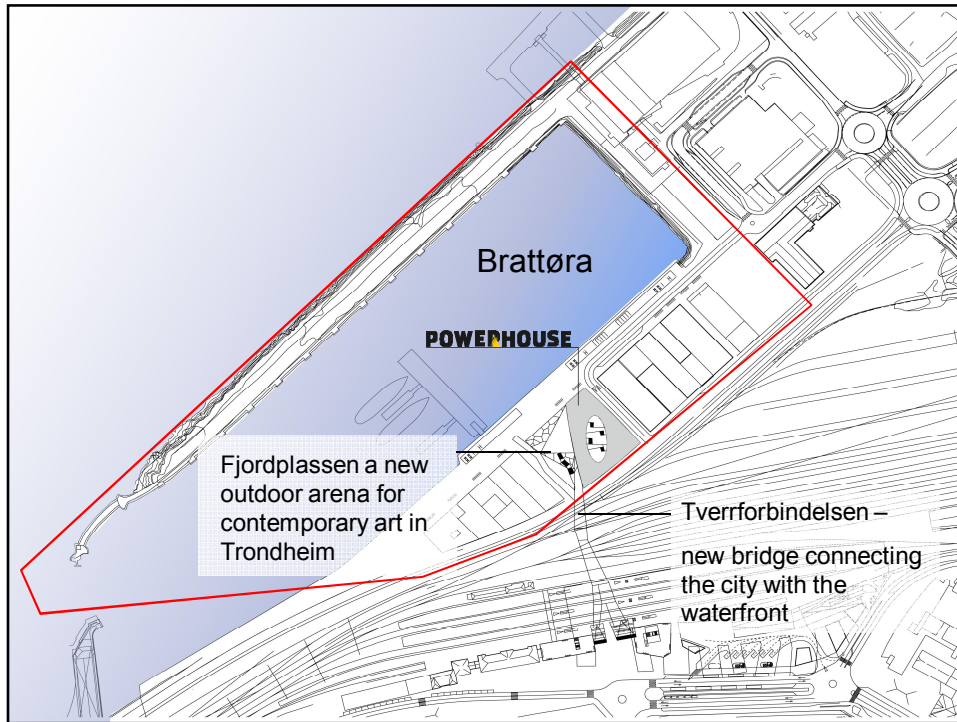 Brattøra
POWERHOUSE
Fjordplassen a new
outdoor arena for
contemporary art in
Trondheim
Tverrforbindelsen –
new bridge connecting
the city with the
waterfront